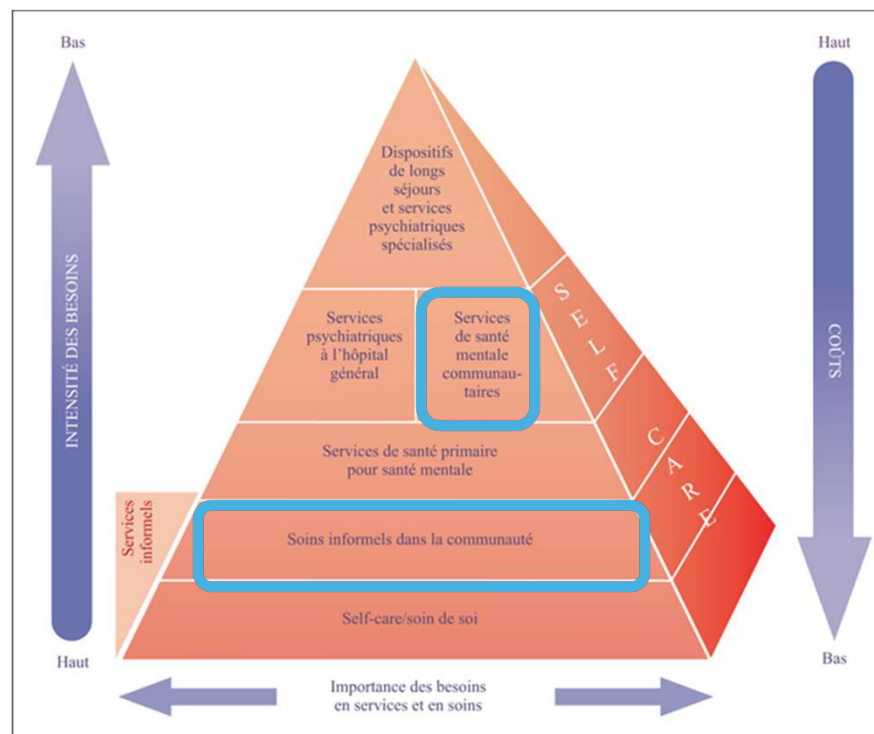 Bas
Haut
INTENSITÉ DES BESOINS
COÛTS
Dispositifs
de longs
séjours
et services
psychiatriques
spécialisés
Services
psychiatriques
à l'hôpital
général
Services
de santé
mentale
communau-
taires
SELF
CARE
Services de santé primaire
pour santé mentale
Services
informels
Soins informels dans la communauté
Self-care/soin de soi
Haut
Bas
Importance des besoins
en services et en soins